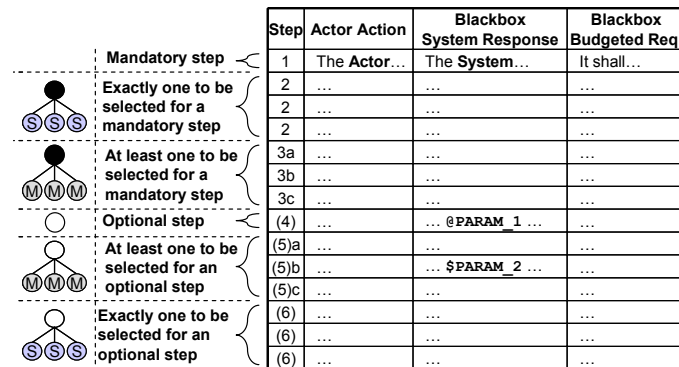 Step Actor Action Blackbox System Response Blackbox Budgeted Req
Mandatory step 1 The Actor… The System… It shall…
Exactly one to be selected for a mandatory step
S S S
2 … … …
2 … … …
2 … … …
At least one to be selected for a mandatory step
M M M
3a … … …
3b … … …
3c … … …
Optional step (4) … … @PARAM_1 … …
At least one to be selected for an optional step
M M M
(5)a … … …
(5)b … … $PARAM_2 … …
(5)c … … …
Exactly one to be selected for an optional step
S S S
(6) … … …
(6) … … …
(6) … … …